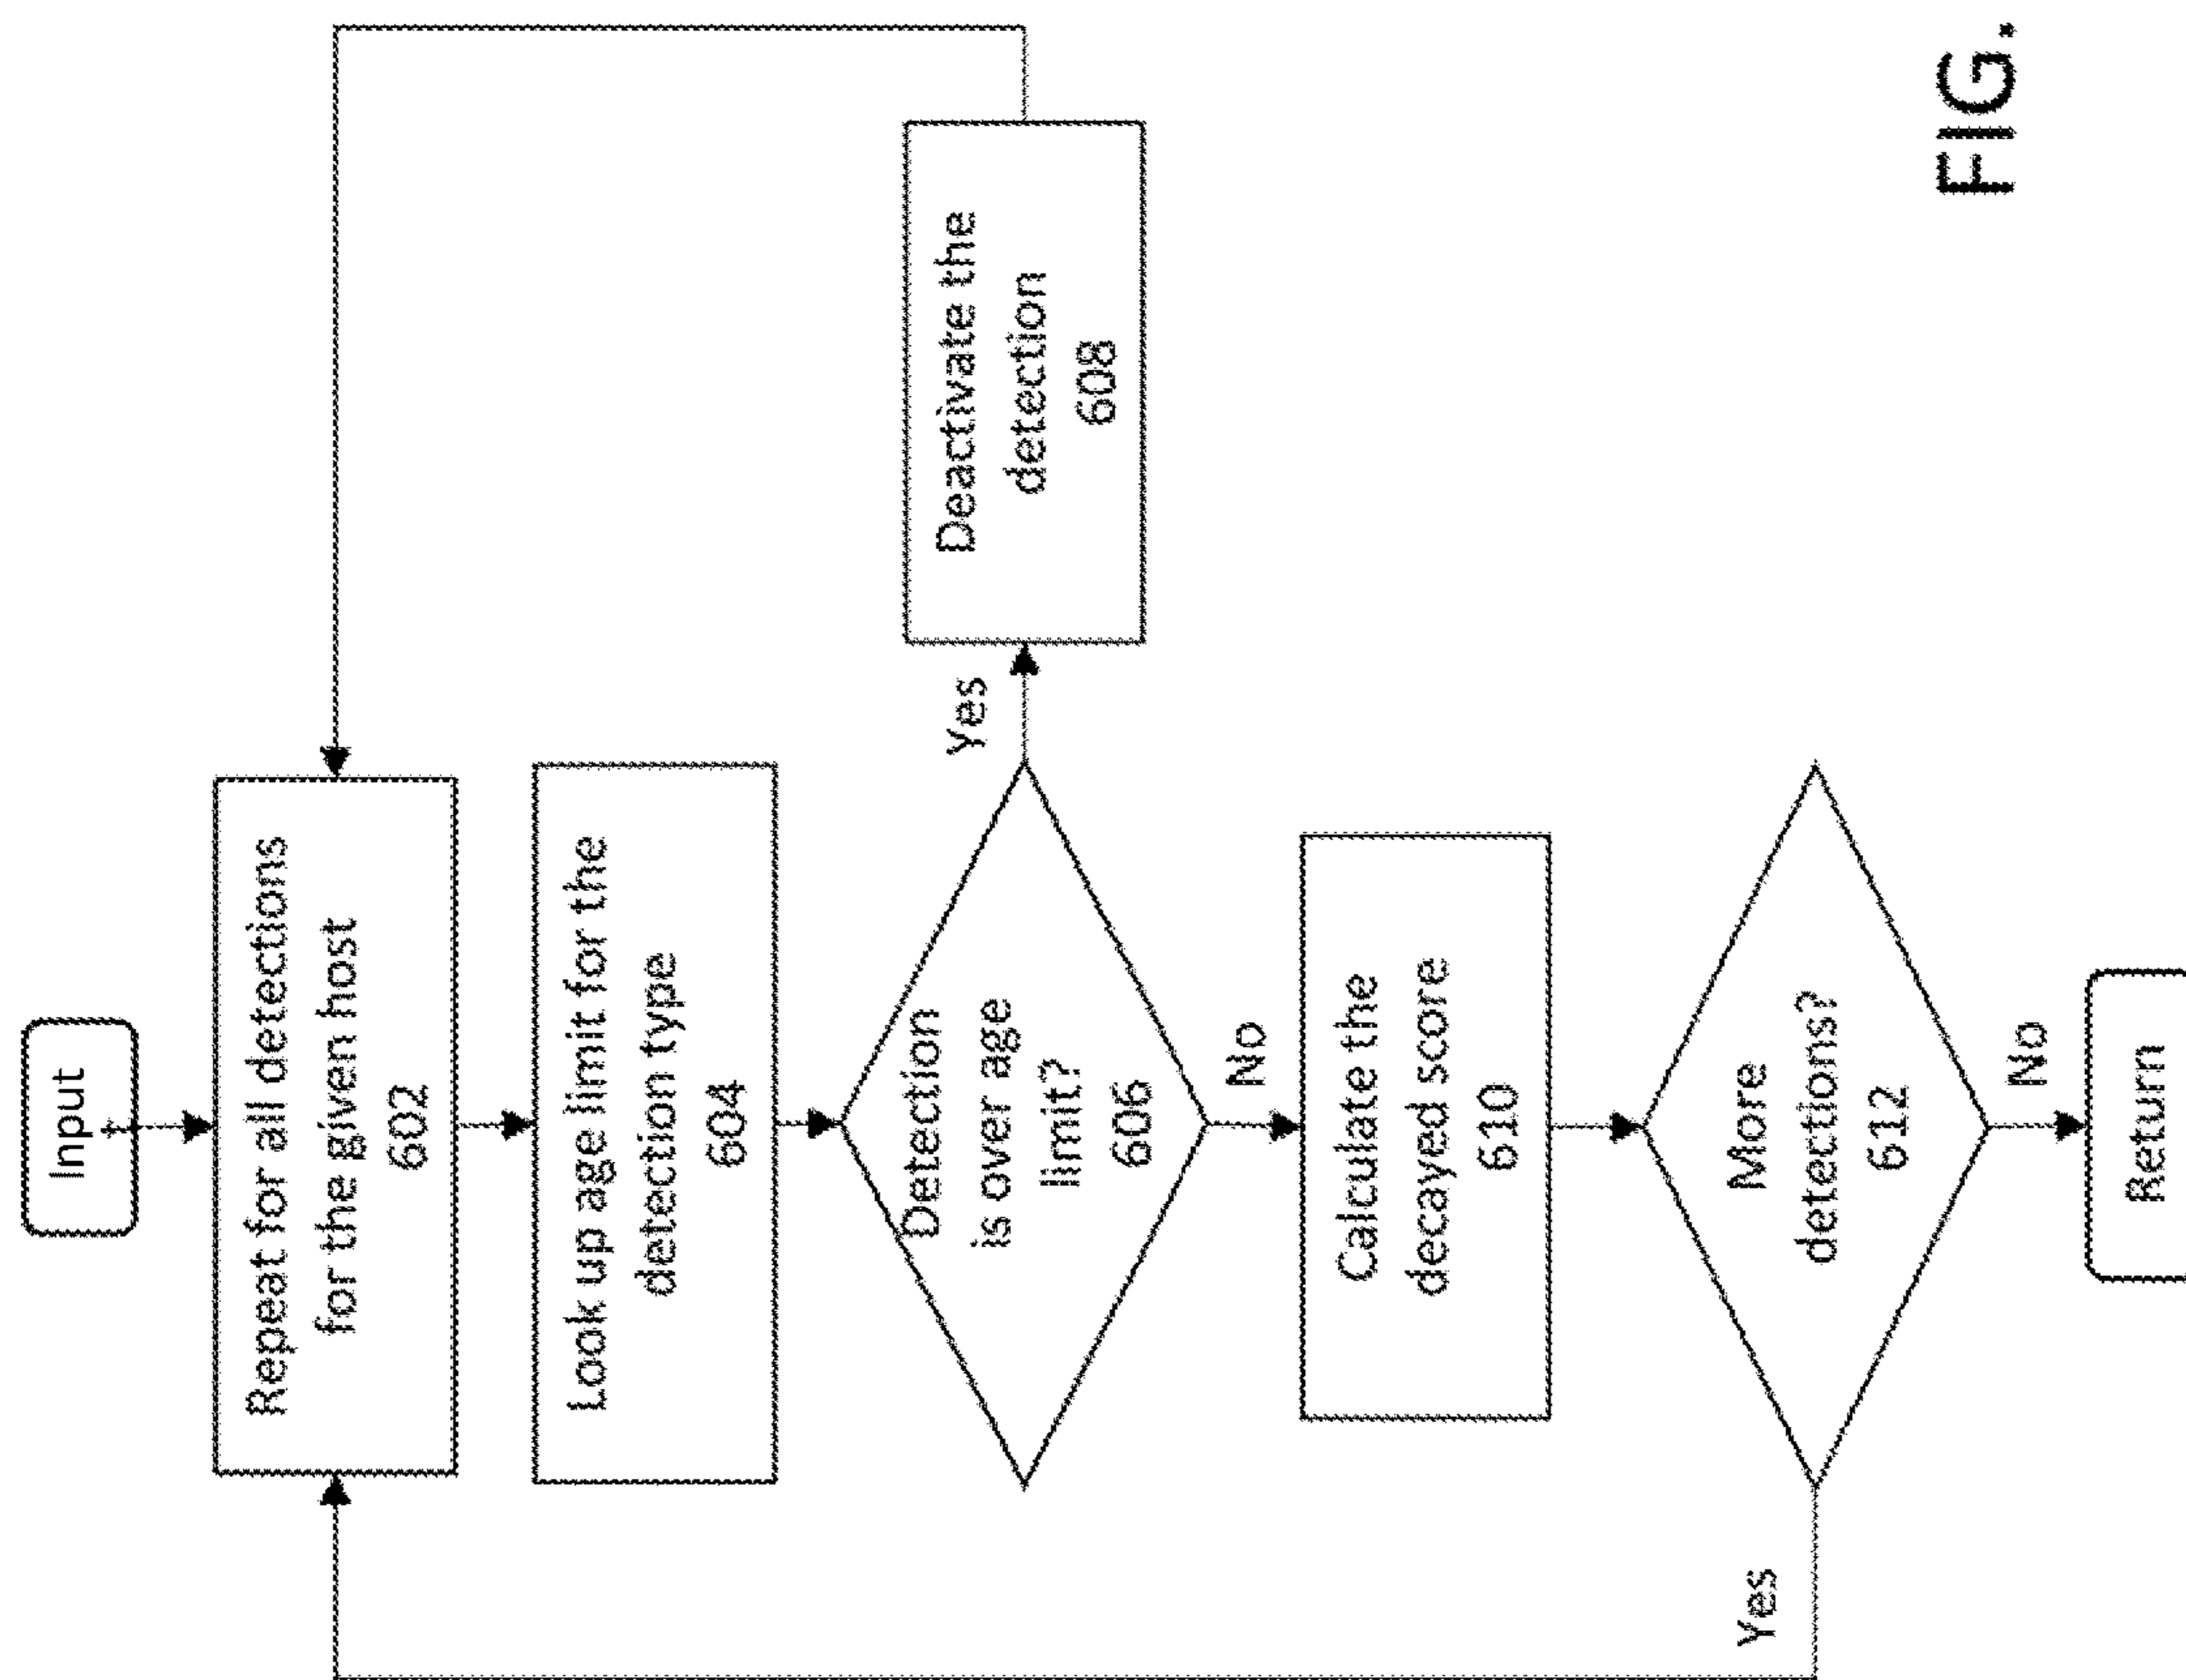 Input
Repeat for all detections
for the given host
602
Look up age limit for the
detection type
604
Detection
is over age
limit?
606
Yes
Deactivate the
detection
608
No
Calculate the
decayed score
610
More
detections?
612
Yes
No
Return
FIG.